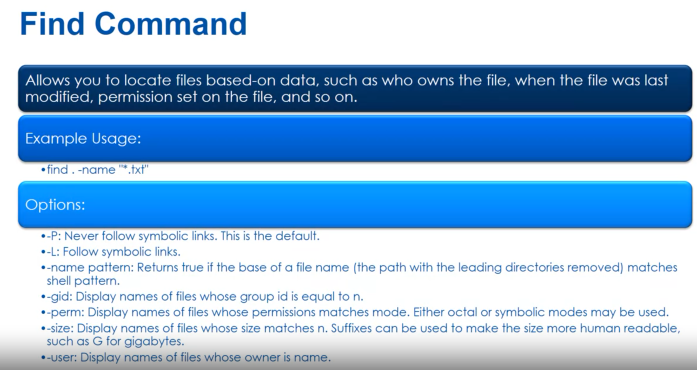 Find Command
Allows you to locate files based-on data, such as who owns the file, when the file was last
modified, permission set on the file, and so on.
Example Usage:
•find . -name "*.txt"
Options:
•-P: Never follow symbolic links. This is the default.
•-L: Follow symbolic links.
•-name pattern: Returns true if the base of a file name (the path with the leading directories removed) matches
shell pattern.
•-gid: Display names of files whose group id is equal to n.
•-perm: Display names of files whose permissions matches mode. Either octal or symbolic modes may be used.
•-size: Display names of files whose size matches n. Suffixes can be used to make the size more human readable,
such as G for gigabytes.
•-user: Display names of files whose owner is name.